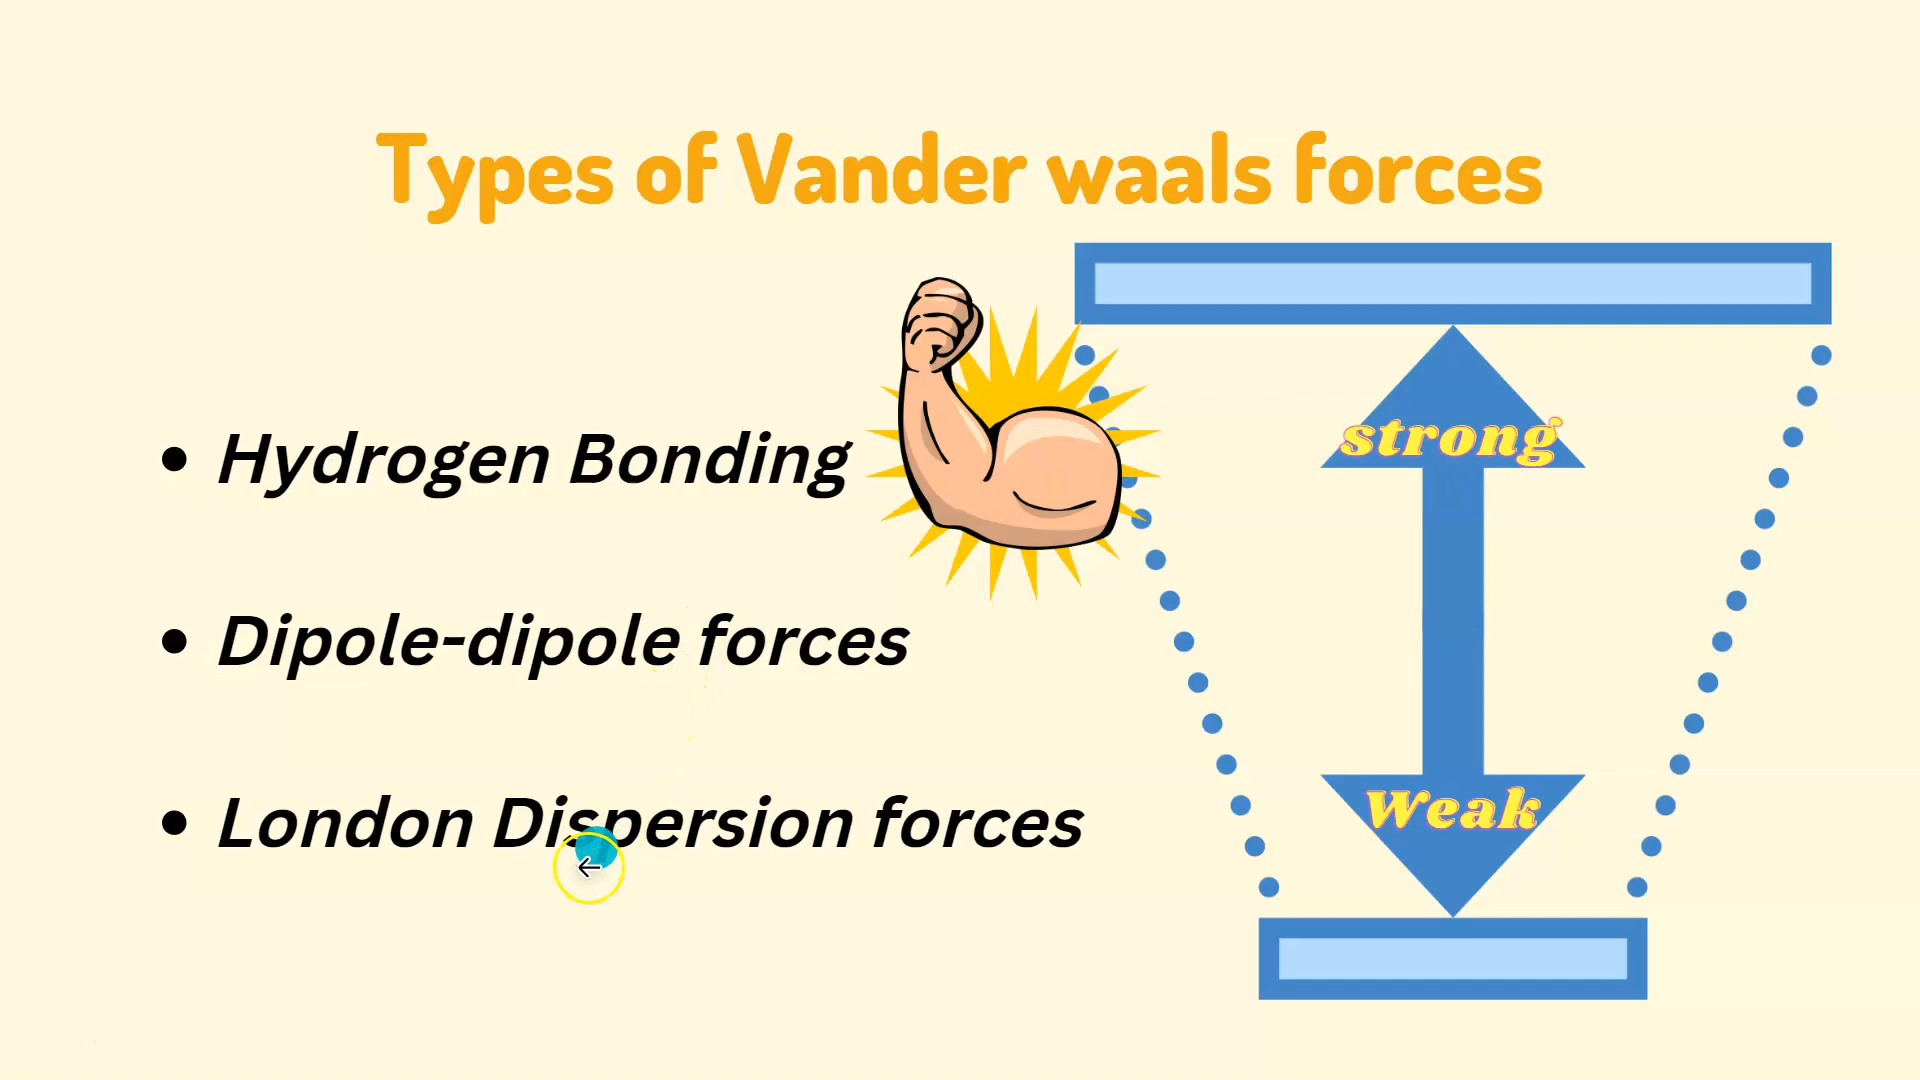 Types of Vander waals forces
strong
• Hydrogen Bonding
• Dipole-dipole forces
Weak
• London Dispersion forces